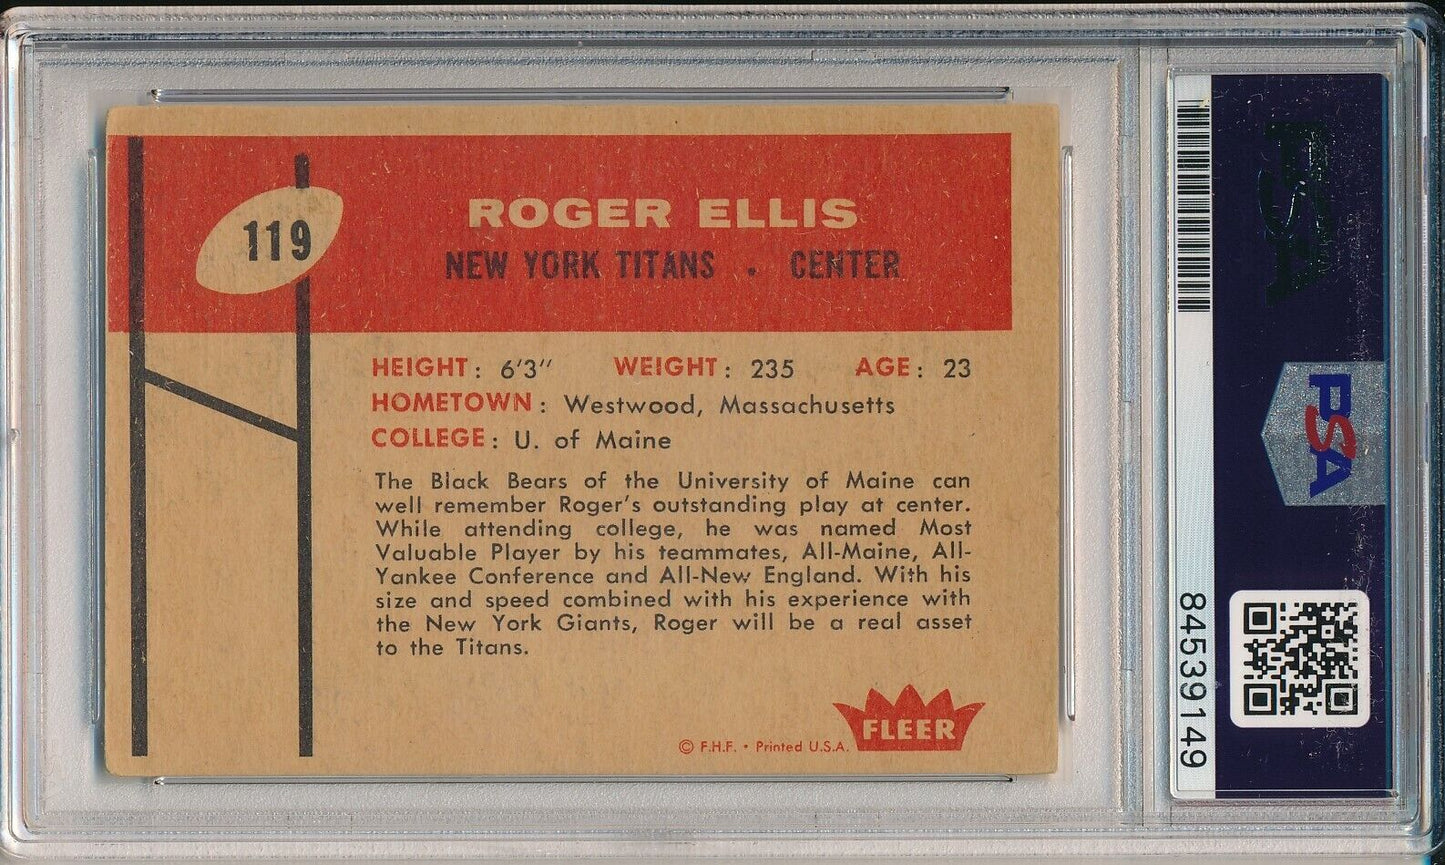 119
ROGER ELLIS
NEW YORK TITANS • CENTER
HEIGHT: 6'3" WEIGHT: 235 AGE: 23
HOMETOWN: Westwood, Massachusetts
COLLEGE: U. of Maine
The Black Bears of the University of Maine can
well remember Roger's outstanding play at center.
While attending college, he was named Most
Valuable Player by his teammates, All-Maine, All-
Yankee Conference and All-New England. With his
size and speed combined with his experience with
the New York Giants, Roger will be a real asset
to the Titans.
© F.H.F. • Printed U.S.A.
FLEER
PSA
PSA
84539149